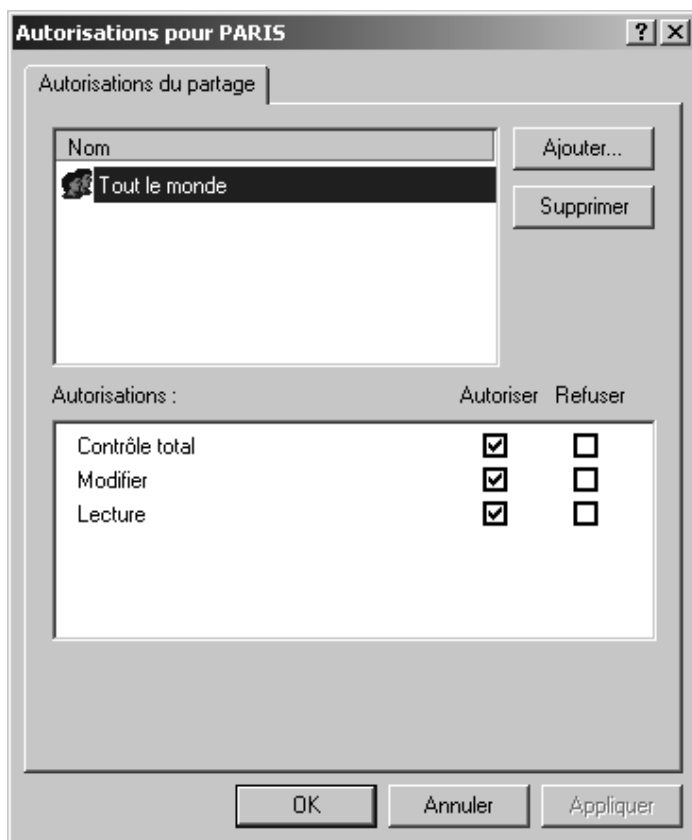 Autorisations pour PARIS
Autorisations du partage
Nom
Tout le monde
Ajouter...
Supprimer
Autorisations : Autoriser Refuser
Contrôle total
Modifier
Lecture
OK Annuler Appliquer